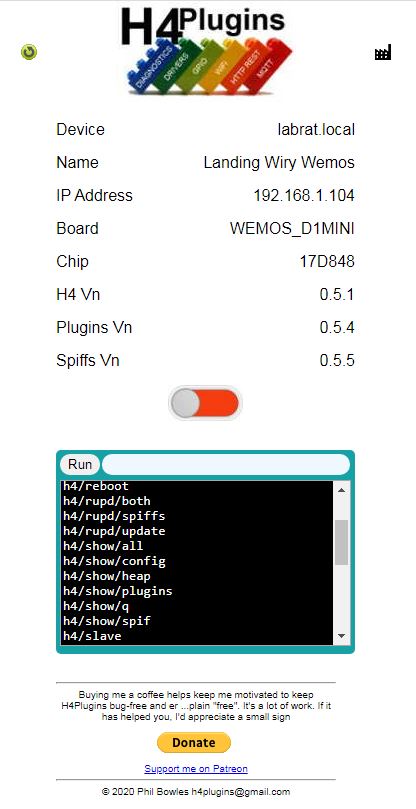 H4Plugins
DIAGNOSTICS
DRIVERS
GPIO
WiFi
HTTP REST
MQTT
Device labrat.local
Name Landing Wiry Wemos
IP Address 192.168.1.104
Board WEMOS_D1MINI
Chip 17D848
H4 Vn 0.5.1
Plugins Vn 0.5.4
Spiffs Vn 0.5.5
Run
h4/reboot
h4/rupd/both
h4/rupd/spiffs
h4/rupd/update
h4/show/all
h4/show/config
h4/show/heap
h4/show/plugins
h4/show/q
h4/show/spif
h4/slave
Buying me a coffee helps keep me motivated to keep
H4Plugins bug-free and er ...plain "free". It's a lot of work. If it
has helped you, I'd appreciate a small sign
Donate
Support me on Patreon
© 2020 Phil Bowles h4plugins@gmail.com